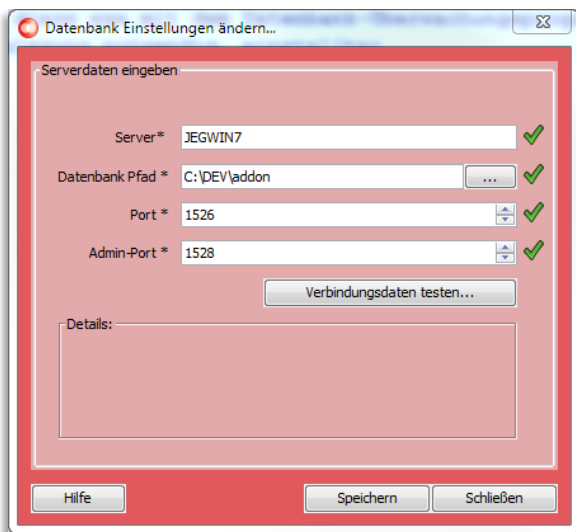 Datenbank Einstellungen ändern...
Serverdaten eingeben
Server* JEGWIN7
Datenbank Pfad * C:\DEV\addon ...
Port * 1526
Admin-Port * 1528
Verbindungsdaten testen...
Details:
Hilfe Speichern Schließen